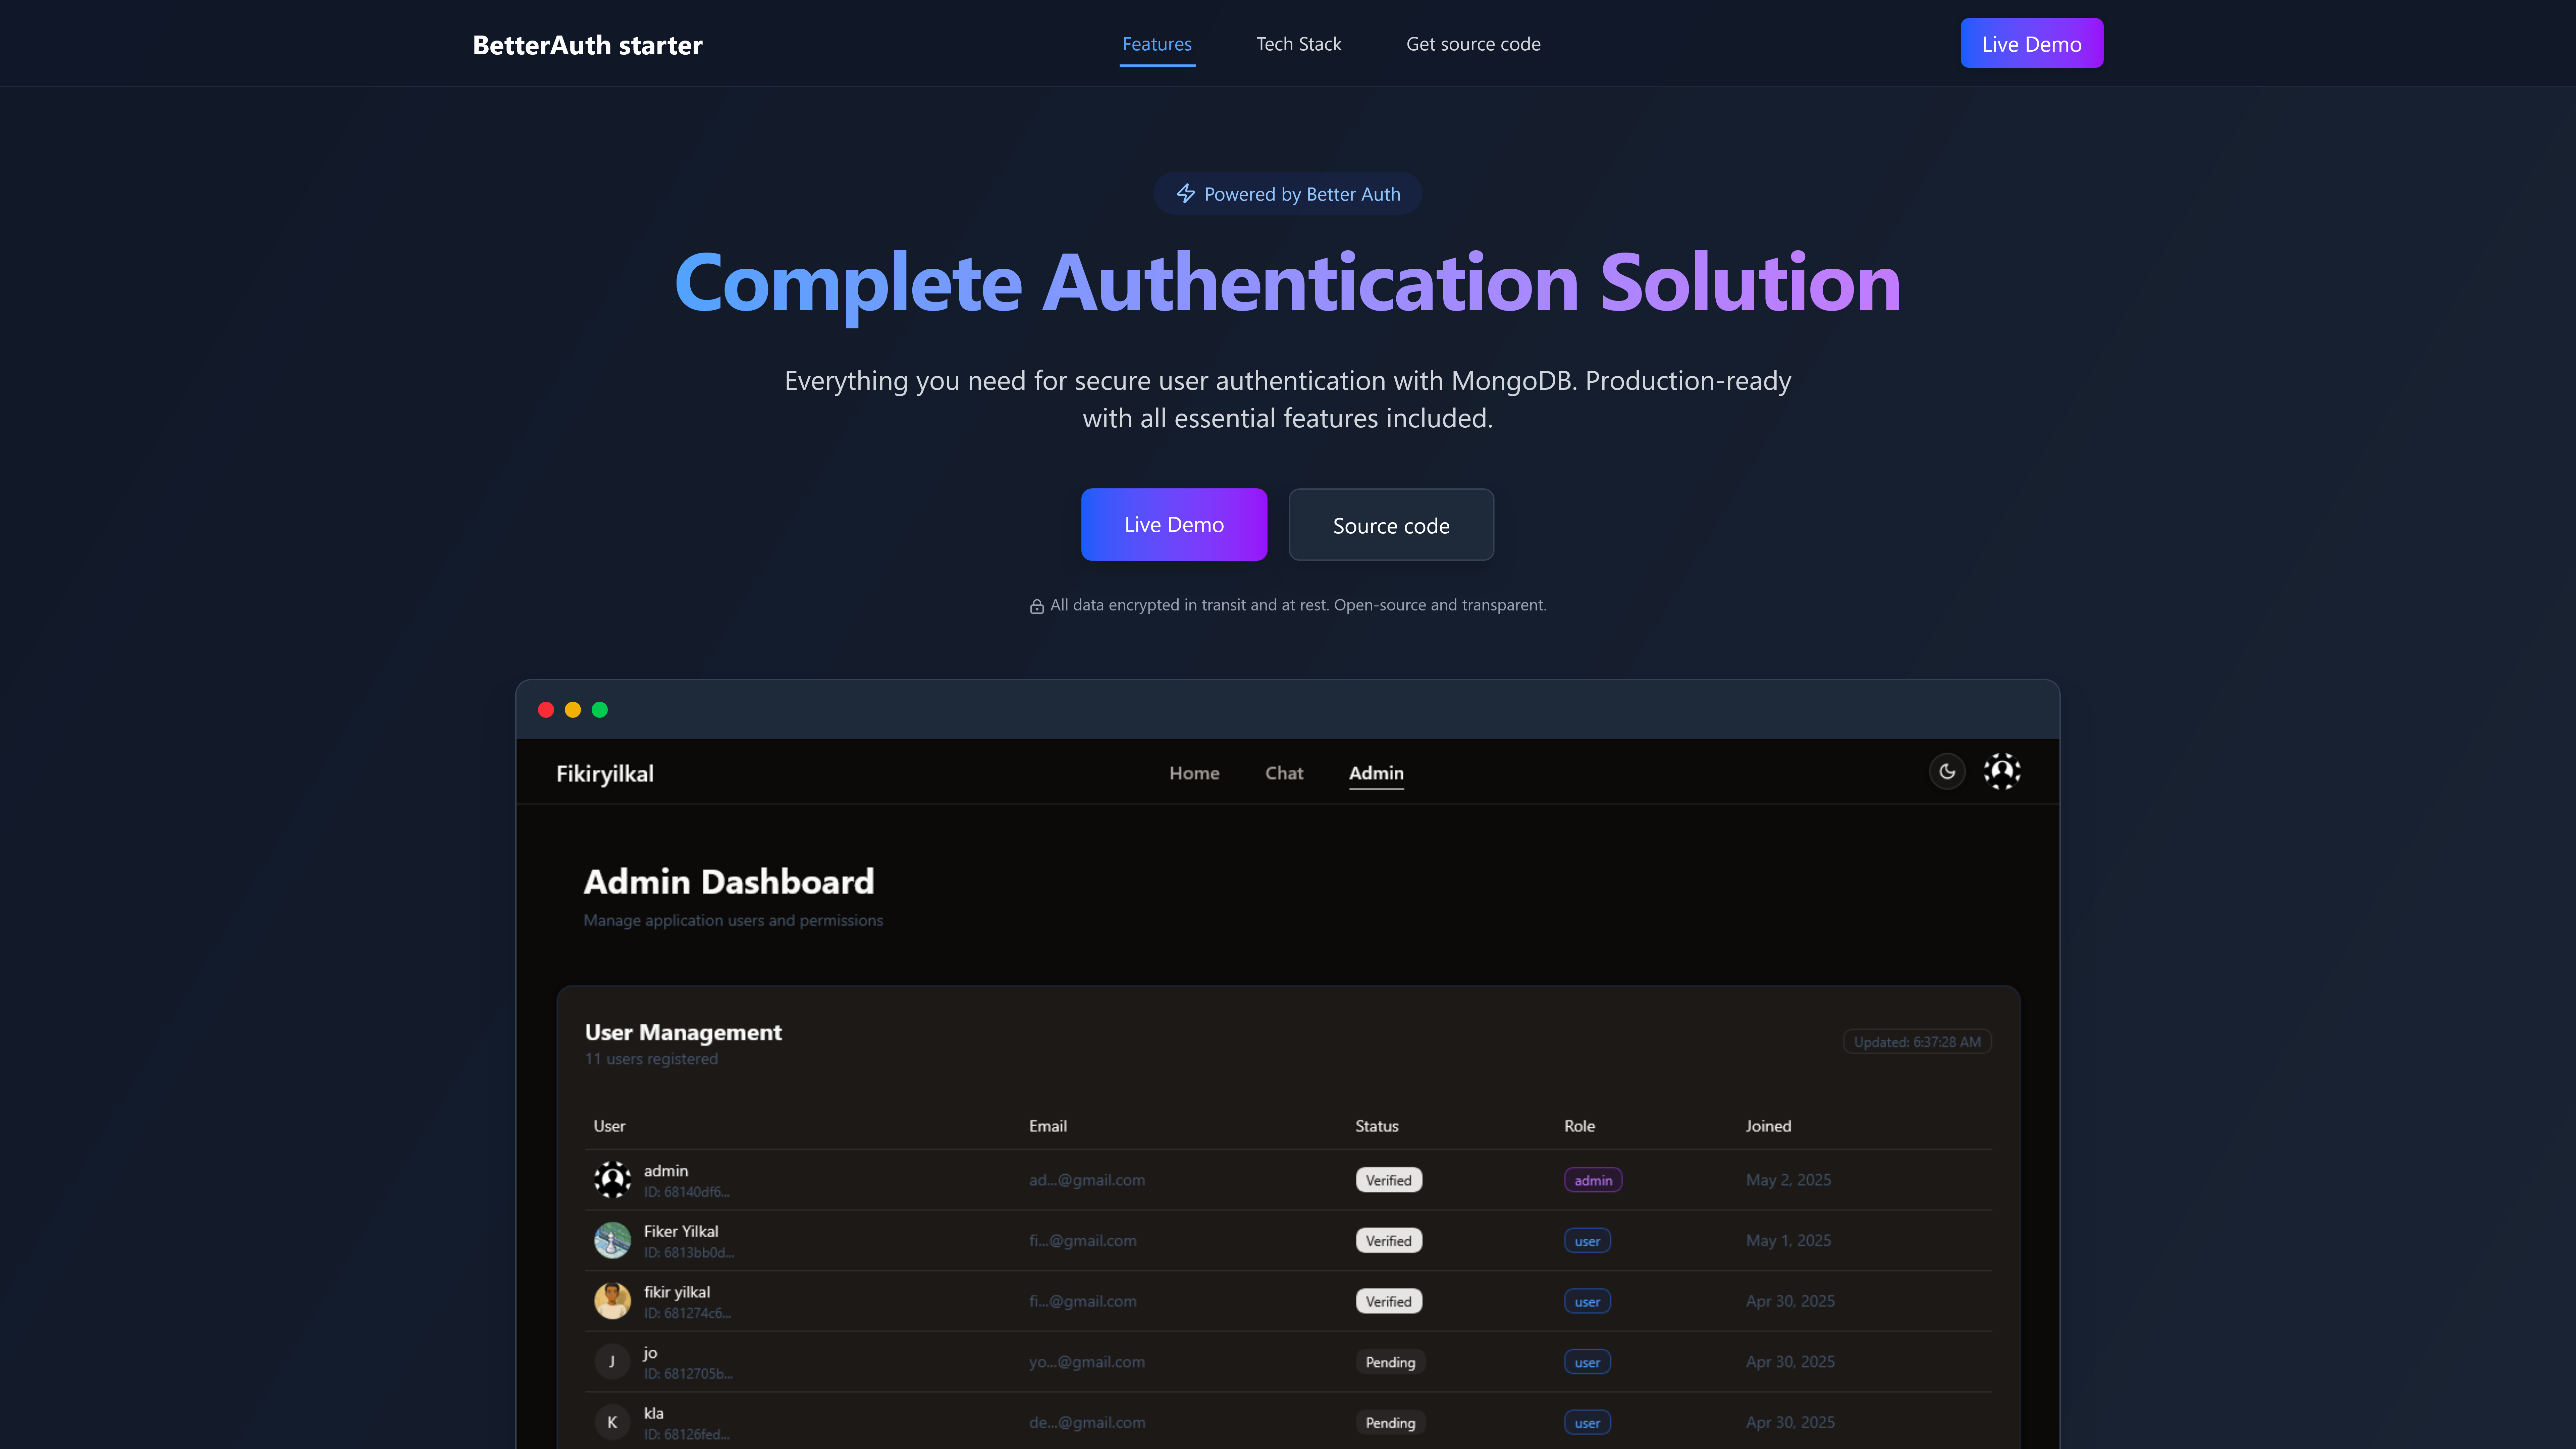 BetterAuth starter
Features
Tech Stack
Get source code
Live Demo
Powered by Better Auth
Complete Authentication Solution
Everything you need for secure user authentication with MongoDB. Production-ready
with all essential features included.
Live Demo
Source code
All data encrypted in transit and at rest. Open-source and transparent.
Fikiryilkal
Home
Chat
Admin
Admin Dashboard
Manage application users and permissions
User Management
11 users registered
Updated: 6:37:28 AM
User
Email
Status
Role
Joined
admin
ID: 68140df6...
ad...@gmail.com
Verified
admin
May 2, 2025
Fiker Yilkal
ID: 6813bb0d...
fi...@gmail.com
Verified
user
May 1, 2025
fikir yilkal
ID: 681274c6...
fi...@gmail.com
Verified
user
Apr 30, 2025
J
jo
ID: 6812705b...
yo...@gmail.com
Pending
user
Apr 30, 2025
K
kla
ID: 68126fed...
de...@gmail.com
Pending
user
Apr 30, 2025